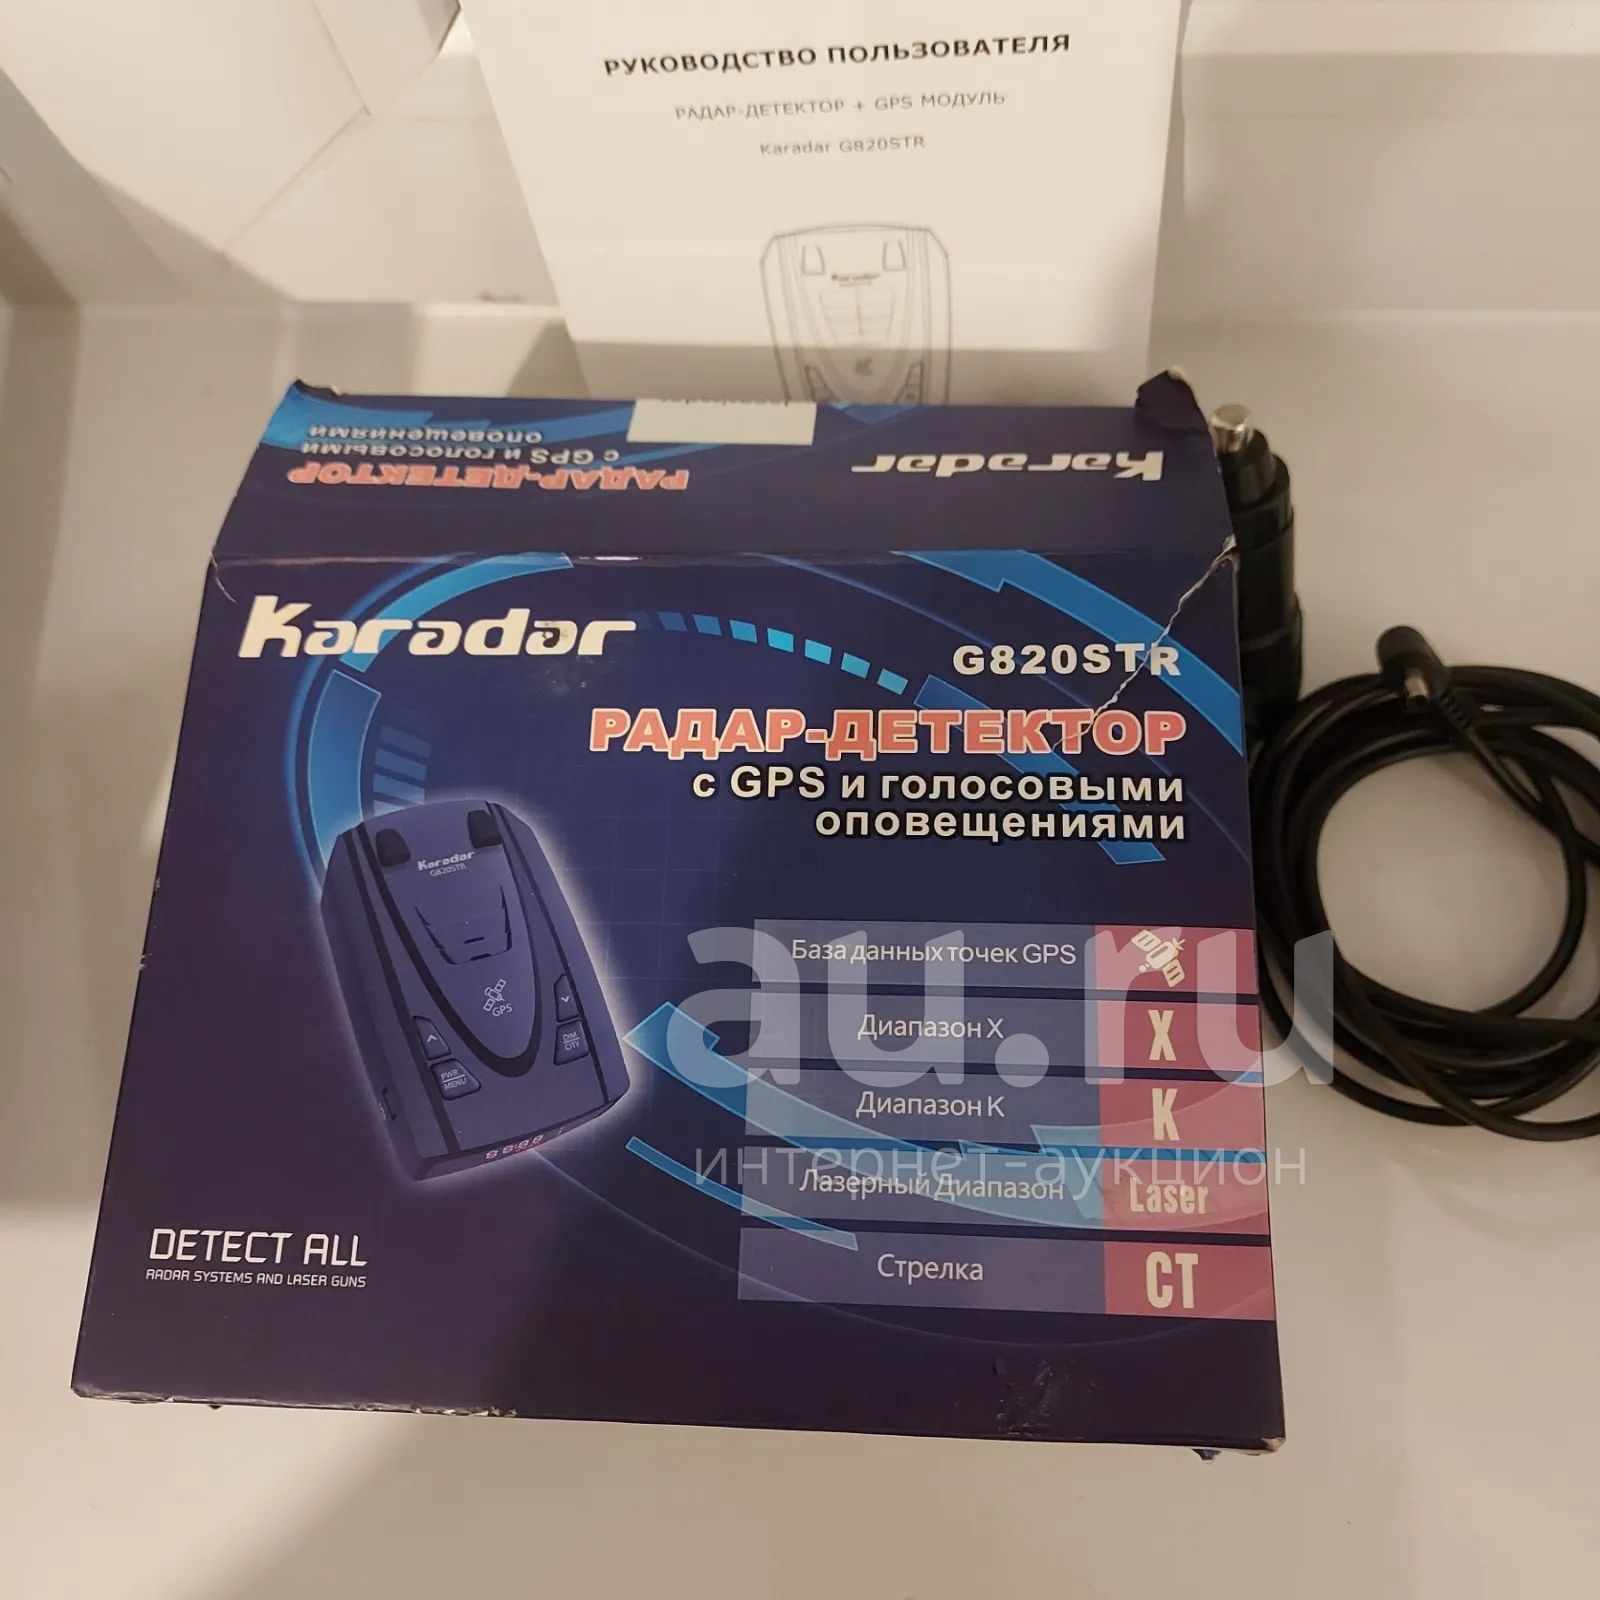 РУКОВОДСТВО ПОЛЬЗОВАТЕЛЯ
РАДАР-ДЕТЕКТОР + GPS МОДУЛЬ
Karadar G820STR
Karadar
Karadar
РАДАР-ДЕТЕКТОР
с GPS и голосовыми
оповещениями
Karadar
G820STR
РАДАР-ДЕТЕКТОР
с GPS и голосовыми
оповещениями
Karadar
G820STR
GPS
DIM
CITY
PWR
MENU
База данных точек GPS
Диапазон X X
Диапазон K K
Лазерный Диапазон Laser
Стрелка СТ
DETECT ALL
RADAR SYSTEMS AND LASER GUNS
au.ru
интернет-аукцион